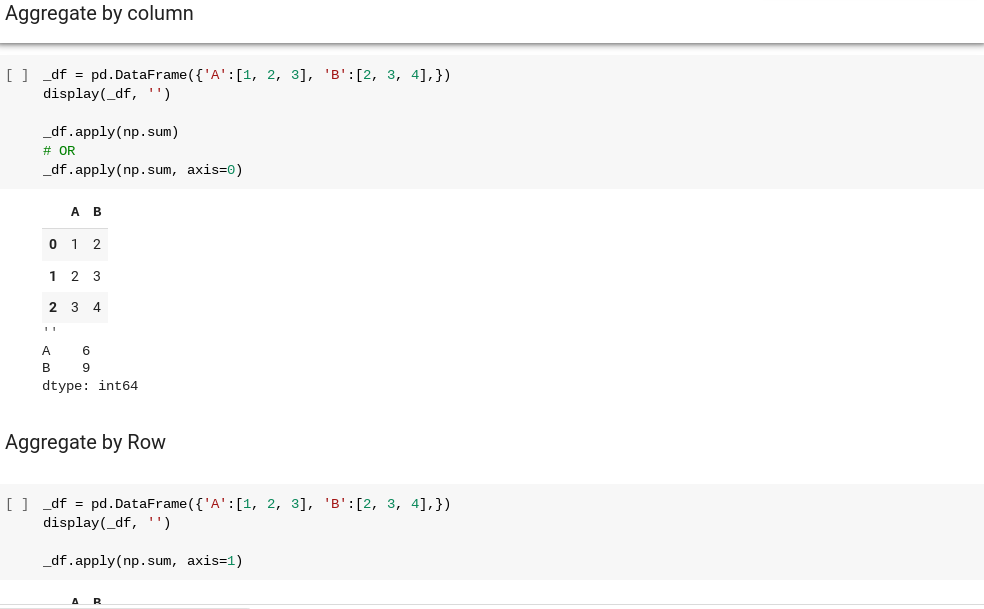 Aggregate by column
[ ] _df = pd.DataFrame({'A':[1, 2, 3], 'B':[2, 3, 4],})
display(_df, '')
_df.apply(np.sum)
# OR
_df.apply(np.sum, axis=0)
A B
0 1 2
1 2 3
2 3 4
''
A    6
B    9
dtype: int64
Aggregate by Row
[ ] _df = pd.DataFrame({'A':[1, 2, 3], 'B':[2, 3, 4],})
display(_df, '')
_df.apply(np.sum, axis=1)
A B